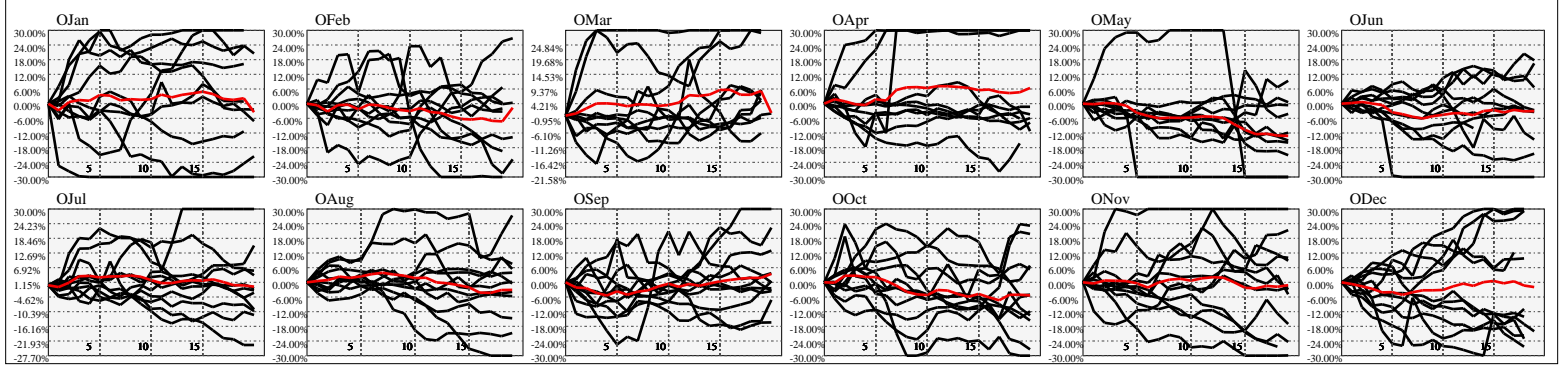 OJan OFeb OMar OApr OMay OJun
30.00% 30.00% 30.00% 30.00% 30.00%
24.00% 24.00% 24.84% 24.00% 24.00% 24.00%
18.00% 18.00% 19.68% 18.00% 18.00% 18.00%
12.00% 12.00% 14.53% 12.00% 12.00% 12.00%
6.00% 6.00% 9.37% 6.00% 6.00% 6.00%
0.00% 0.00% 4.21% 0.00% 0.00% 0.00%
-6.00% -6.00% -0.95% -6.00% -6.00% -6.00%
-12.00% -12.00% -6.10% -12.00% -12.00% -12.00%
-18.00% -18.00% -11.26% -18.00% -18.00% -18.00%
-24.00% -24.00% -16.42% -24.00% -24.00% -24.00%
5 10 15 5 10 15 5 10 15 5 10 15 5 10 15 5 10 15
-30.00% -30.00% -21.58% -30.00% -30.00% -30.00%
OJul OAug OSep OOct ONov ODec
30.00% 30.00% 30.00% 30.00% 30.00% 30.00%
24.23% 24.00% 24.00% 24.00% 24.00% 24.00%
18.46% 18.00% 18.00% 18.00% 18.00% 18.00%
12.69% 12.00% 12.00% 12.00% 12.00% 12.00%
6.92% 6.00% 6.00% 6.00% 6.00% 6.00%
1.15% 0.00% 0.00% 0.00% 0.00% 0.00%
-4.62% -6.00% -6.00% -6.00% -6.00% -6.00%
-10.39% -12.00% -12.00% -12.00% -12.00% -12.00%
-16.16% -18.00% -18.00% -18.00% -18.00% -18.00%
-21.93% -24.00% -24.00% -24.00% -24.00% -24.00%
5 10 15 5 10 15 5 10 15 5 10 15 5 10 15 5 10 15
-27.70% -30.00% -30.00% -30.00% -30.00% -30.00%